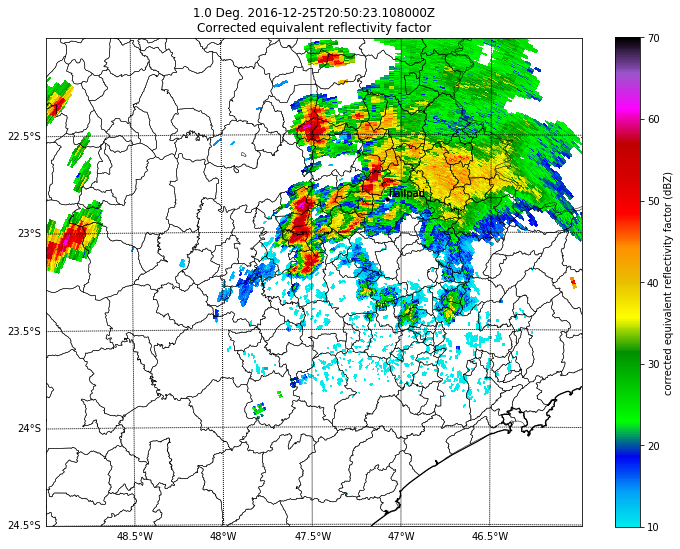 1.0 Deg. 2016-12-25T20:50:23.108000Z
Corrected equivalent reflectivity factor
22.5°S
23°S
23.5°S
24°S
24.5°S
48.5°W
48°W
47.5°W
47°W
46.5°W
Hailpad
70
60
50
40
30
20
10
corrected equivalent reflectivity factor (dBZ)